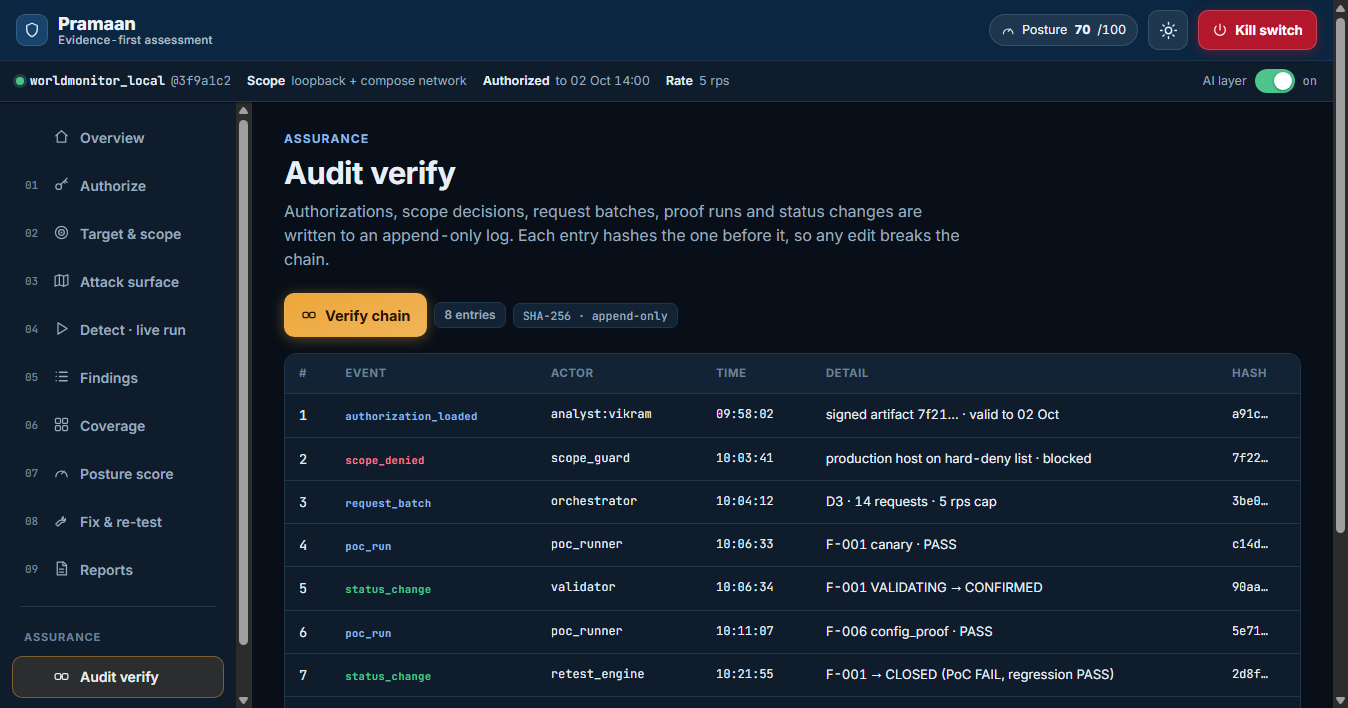 Pramaan
Evidence-first assessment
Posture 70 /100
Kill switch
worldmonitor_local @3f9a1c2 Scope loopback + compose network Authorized to 02 Oct 14:00 Rate 5 rps
AI layer on
Overview
01 Authorize
02 Target & scope
03 Attack surface
04 Detect · live run
05 Findings
06 Coverage
07 Posture score
08 Fix & re-test
09 Reports
ASSURANCE
Audit verify
ASSURANCE
Audit verify
Authorizations, scope decisions, request batches, proof runs and status changes are
written to an append-only log. Each entry hashes the one before it, so any edit breaks the
chain.
Verify chain 8 entries SHA-256 · append-only
# EVENT ACTOR TIME DETAIL HASH
1 authorization_loaded analyst:vikram 09:58:02 signed artifact 7f21… · valid to 02 Oct a91c…
2 scope_denied scope_guard 10:03:41 production host on hard-deny list · blocked 7f22…
3 request_batch orchestrator 10:04:12 D3 · 14 requests · 5 rps cap 3be0…
4 poc_run poc_runner 10:06:33 F-001 canary · PASS c14d…
5 status_change validator 10:06:34 F-001 VALIDATING → CONFIRMED 90aa…
6 poc_run poc_runner 10:11:07 F-006 config_proof · PASS 5e71…
7 status_change retest_engine 10:21:55 F-001 → CLOSED (PoC FAIL, regression PASS) 2d8f…